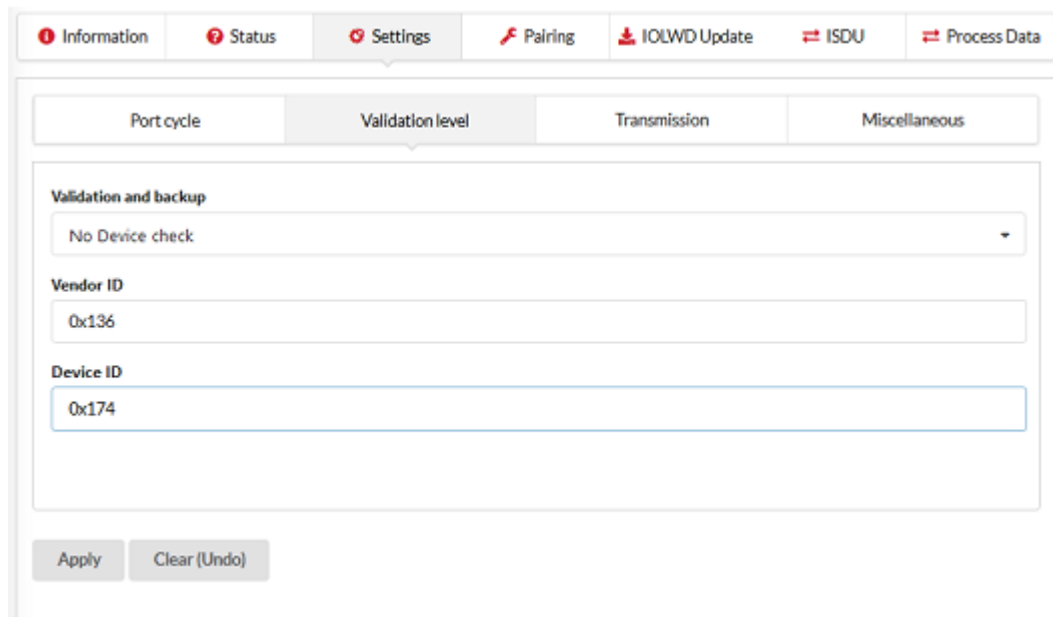 Information Status Settings Pairing IOLWD Update ISDU Process Data
Port cycle Validation level Transmission Miscellaneous
Validation and backup
No Device check
Vendor ID
0x136
Device ID
0x174
Apply Clear (Undo)